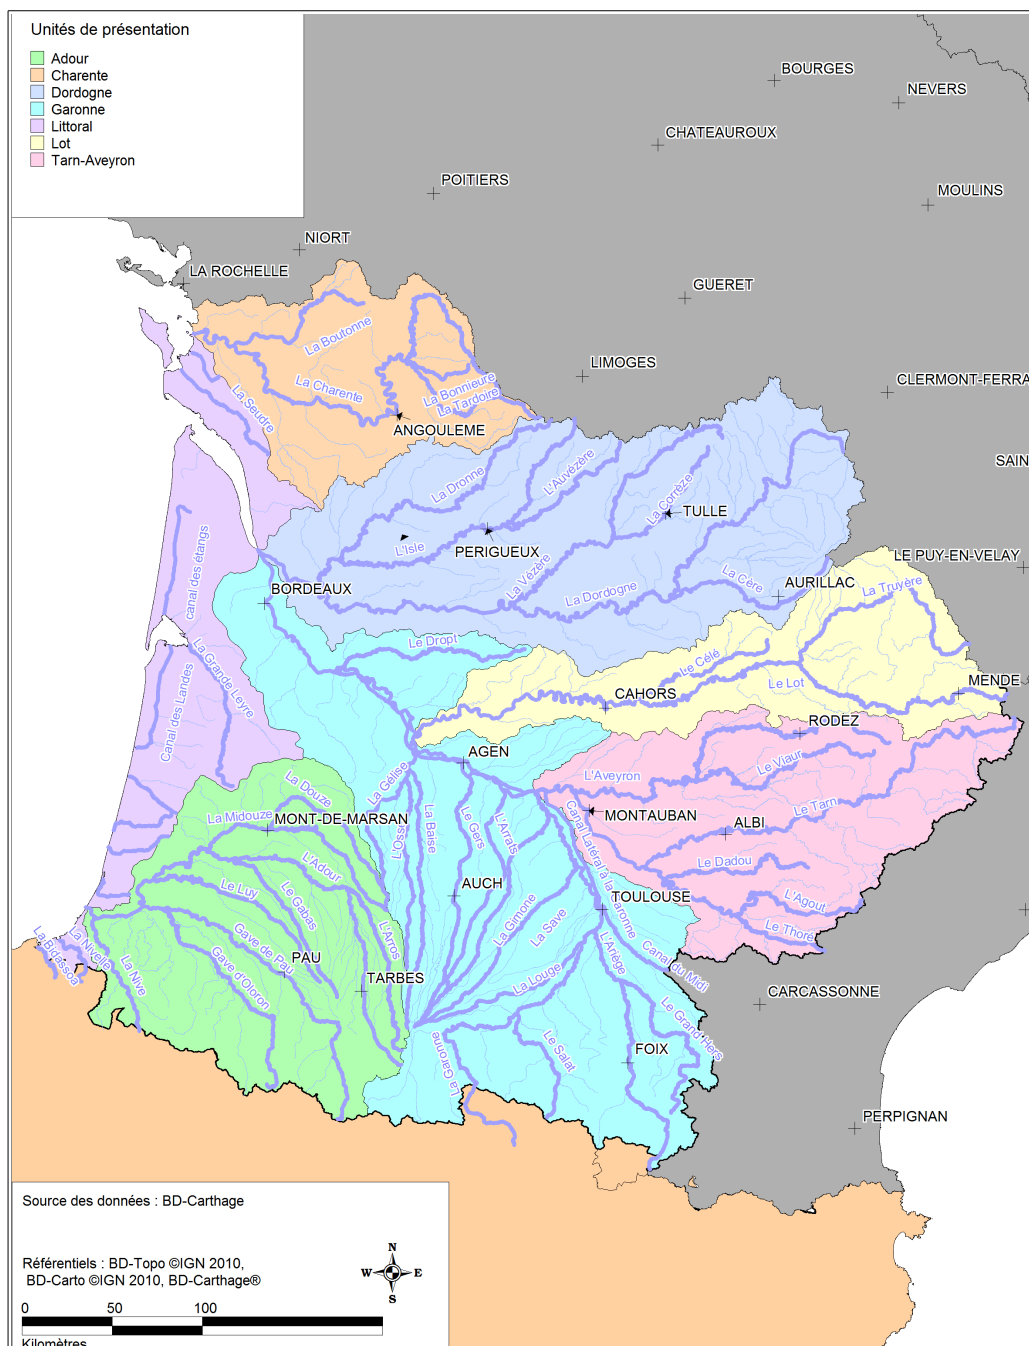 Unités de présentation
Adour
Charente
Dordogne
Garonne
Littoral
Lot
Tarn-Aveyron
BOURGES
NEVERS
CHATEAUROUX
POITIERS
MOULINS
NIORT
LA ROCHELLE
GUERET
La Boutonne
LIMOGES
La Charente
La Bonnieure
La Tardoire
CLERMONT-FERRA
La Seudre
ANGOULEME
SAIN
La Dronne
L'Auvézère
La Corrèze
TULLE
canal des étangs
L'Isle
PERIGUEUX
LE PUY-EN-VELAY
La Vézère
La Dordogne
La Cère
AURILLAC
La Truyère
BORDEAUX
Le Dropt
Le Célé
La Grande Leyre
Canal des Landes
CAHORS
Le Lot
MENDE
RODEZ
AGEN
Le Viaur
L'Aveyron
La Gélise
La Douze
La Midouze
MONT-DE-MARSAN
L'Osse
La Baïse
Le Gers
L'Arrats
Canal Latéral à la Garonne
MONTAUBAN
Le Tarn
ALBI
L'Adour
Le Dadou
Le Luy
Le Gabas
AUCH
La Gimone
La Save
TOULOUSE
L'Agout
Le Thoré
La Bidassoa
La Nivelle
La Nive
Gave de Pau
Gave d'Oloron
PAU
L'Arros
TARBES
La Louge
L'Ariège
Canal du Midi
Le Grand Hers
CARCASSONNE
La Garonne
Le Salat
FOIX
PERPIGNAN
Source des données : BD-Carthage
Référentiels : BD-Topo ©IGN 2010,
BD-Carto ©IGN 2010, BD-Carthage®
N
W E
S
0 50 100
Kilomètres